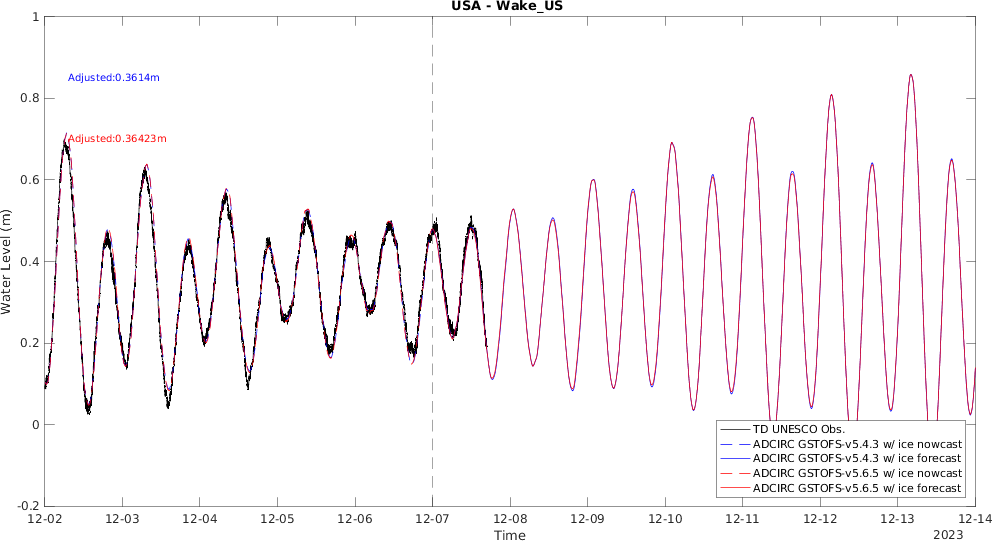 USA - Wake_US
1
0.8
0.6
0.4
0.2
0
-0.2
Water Level (m)
Adjusted:0.3614m
Adjusted:0.36423m
TD UNESCO Obs.
ADCIRC GSTOFS-v5.4.3 w/ ice nowcast
ADCIRC GSTOFS-v5.4.3 w/ ice forecast
ADCIRC GSTOFS-v5.6.5 w/ ice nowcast
ADCIRC GSTOFS-v5.6.5 w/ ice forecast
12-02 12-03 12-04 12-05 12-06 12-07 12-08 12-09 12-10 12-11 12-12 12-13 12-14
Time
2023